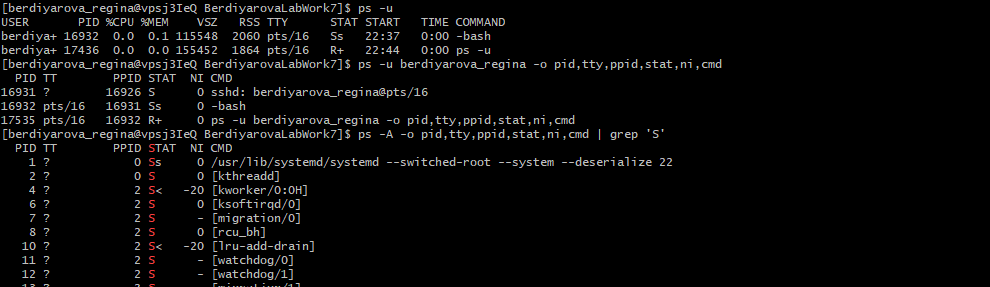 [berdiyarova_regina@vpsj3IeQ BerdiyarovaLabWork7]$ ps -u
USER       PID %CPU %MEM    VSZ   RSS TTY      STAT START   TIME COMMAND
berdiya+ 16932  0.0  0.1 115548  2060 pts/16   Ss   22:37   0:00 -bash
berdiya+ 17436  0.0  0.0 155452  1864 pts/16   R+   22:44   0:00 ps -u
[berdiyarova_regina@vpsj3IeQ BerdiyarovaLabWork7]$ ps -u berdiyarova_regina -o pid,tty,ppid,stat,ni,cmd
  PID TT        PPID STAT  NI CMD
16931 ?        16926 S      0 sshd: berdiyarova_regina@pts/16
16932 pts/16   16931 Ss     0 -bash
17535 pts/16   16932 R+     0 ps -u berdiyarova_regina -o pid,tty,ppid,stat,ni,cmd
[berdiyarova_regina@vpsj3IeQ BerdiyarovaLabWork7]$ ps -A -o pid,tty,ppid,stat,ni,cmd | grep 'S'
  PID TT        PPID STAT  NI CMD
    1 ?            0 Ss     0 /usr/lib/systemd/systemd --switched-root --system --deserialize 22
    2 ?            0 S      0 [kthreadd]
    4 ?            2 S<   -20 [kworker/0:0H]
    6 ?            2 S      0 [ksoftirqd/0]
    7 ?            2 S      - [migration/0]
    8 ?            2 S      0 [rcu_bh]
   10 ?            2 S<   -20 [lru-add-drain]
   11 ?            2 S      - [watchdog/0]
   12 ?            2 S      - [watchdog/1]